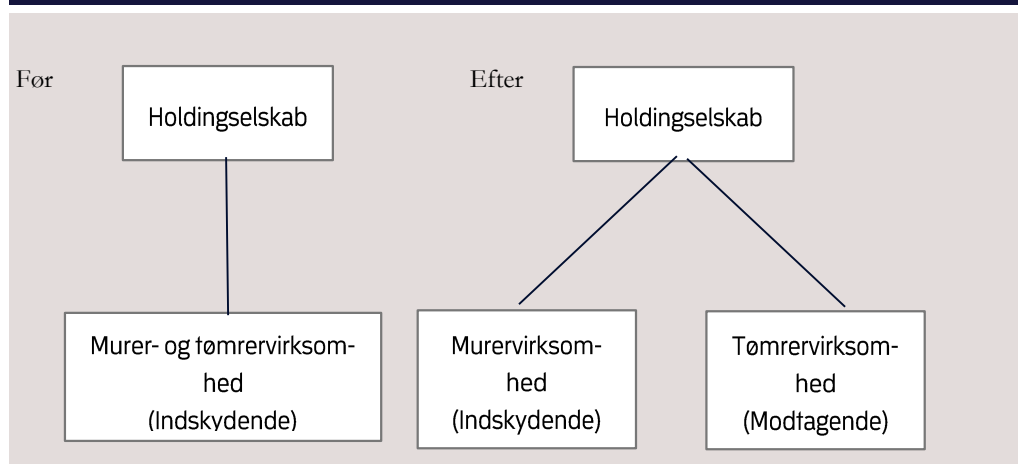 Før
Holdingselskab
Murer- og tømrervirksom-
hed
(Indskydende)
Efter
Holdingselskab
Murervirksom-
hed
(Indskydende)
Tømrervirksom-
hed
(Modtagende)